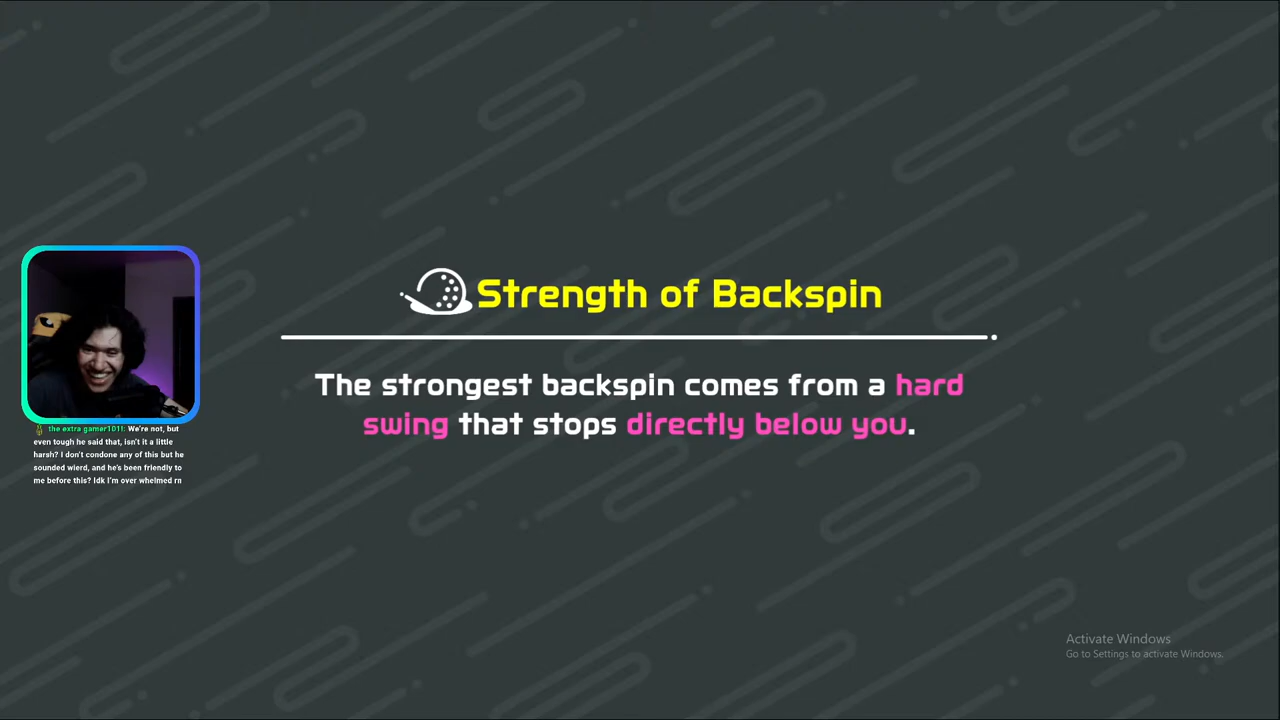 Strength of Backspin
The strongest backspin comes from a hard
swing that stops directly below you.
the extra gamer101!: We're not, but
even tough he said that, isn't it a little
harsh? I don't condone any of this but he
sounded wierd, and he's been friendly to
me before this? Idk I'm over whelmed rn
Activate Windows
Go to Settings to activate Windows.